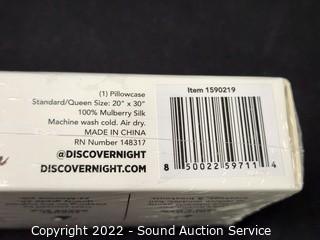 (1) Pillowcase
Standard/Queen Size: 20" x 30"
100% Mulberry Silk
Machine wash cold. Air dry.
MADE IN CHINA
RN Number 148317
@DISCOVERNIGHT
DISCOVERNIGHT.COM
Item 1590219
8 50022 59711 4
Copyright 2022 - Sound Auction Service